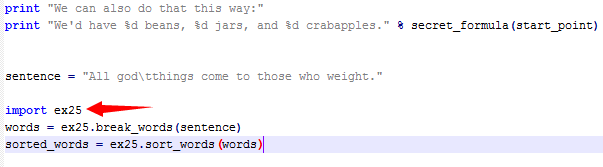 print "We can also do that this way:"
print "We'd have %d beans, %d jars, and %d crabapples." % secret_formula(start_point)
sentence = "All god\tthings come to those who weight."
import ex25
words = ex25.break_words(sentence)
sorted_words = ex25.sort_words(words)